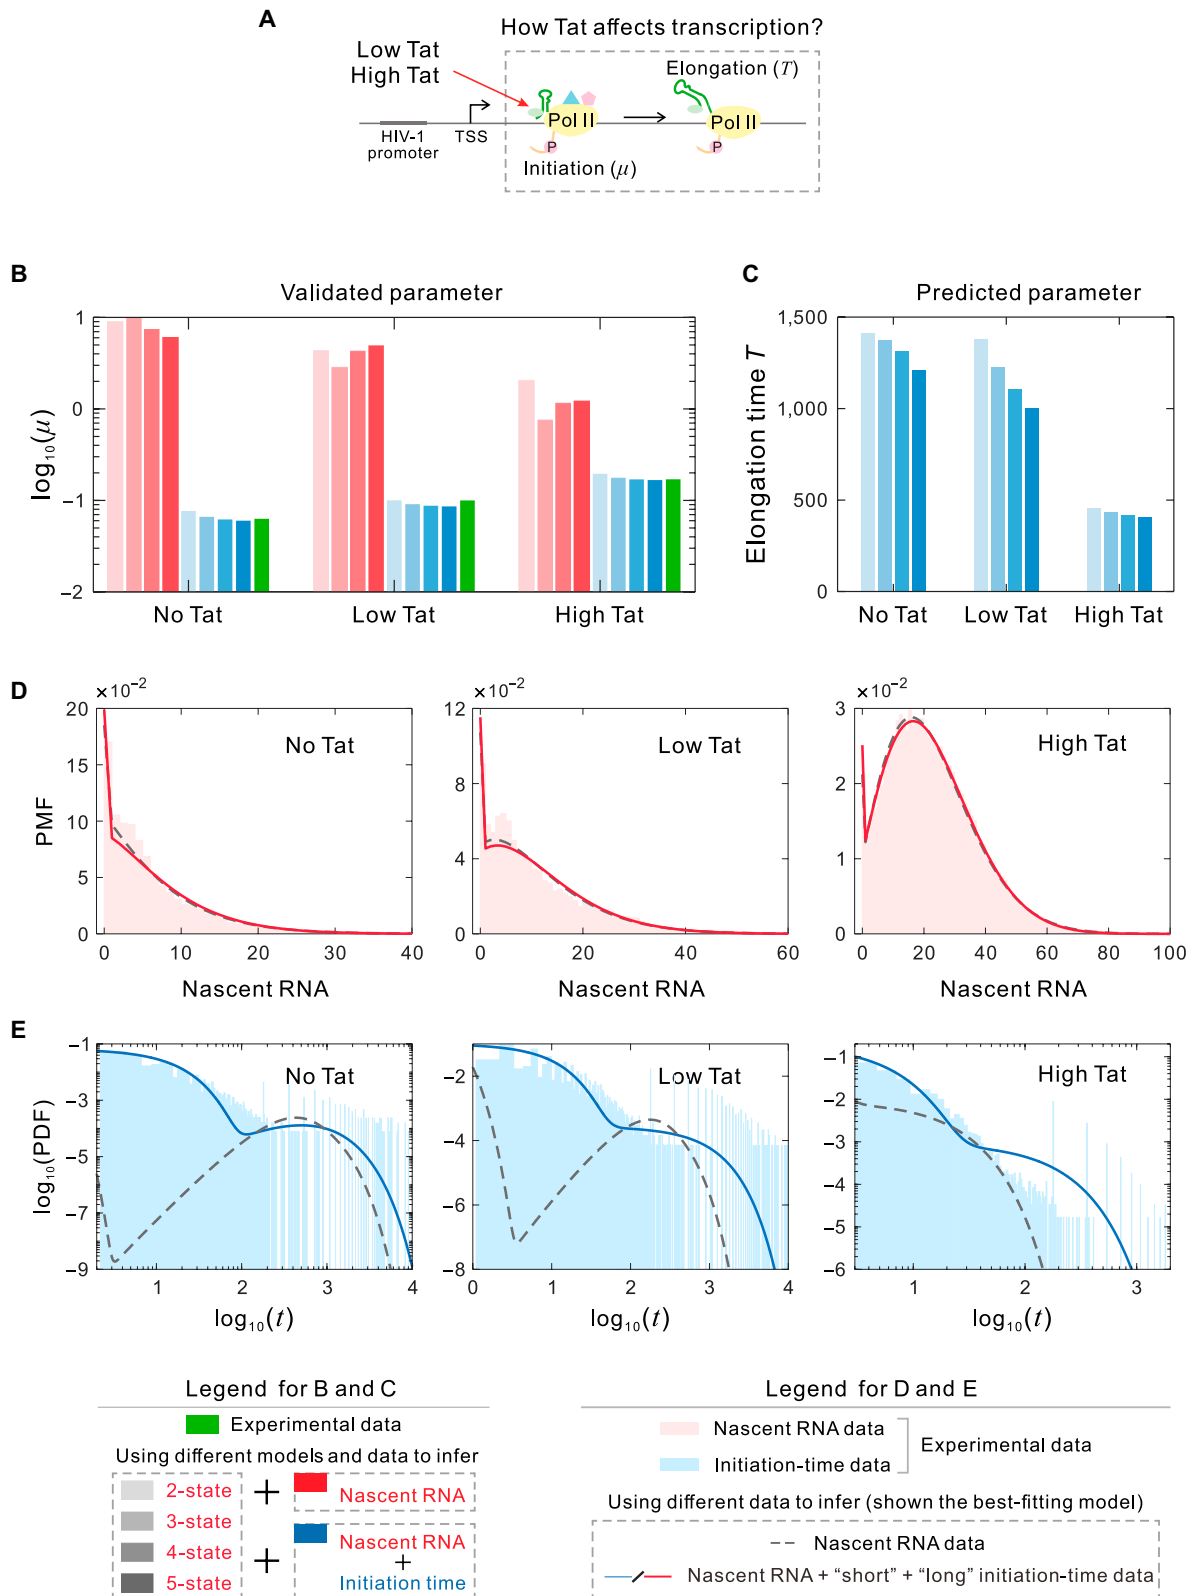 A
How Tat affects transcription?
Low Tat
High Tat
Elongation (T)
Pol II
Pol II
HIV-1
promoter
TSS
P
P
Initiation (μ)
B
Validated parameter
log₁₀(μ)
1
0
−1
−2
No Tat
Low Tat
High Tat
C
Predicted parameter
Elongation time T
1,500
1,000
500
0
No Tat
Low Tat
High Tat
D
×10⁻²
PMF
20
15
10
5
0
No Tat
0
10
20
30
40
Nascent RNA
×10⁻²
12
8
4
0
Low Tat
0
20
40
60
Nascent RNA
×10⁻²
3
2
1
0
High Tat
0
20
40
60
80
100
Nascent RNA
E
log₁₀(PDF)
−1
−3
−5
−7
−9
No Tat
1
2
3
4
log₁₀(t)
−2
−4
−6
−8
Low Tat
0
1
2
3
4
log₁₀(t)
−1
−2
−3
−4
−5
−6
High Tat
1
2
3
log₁₀(t)
Legend for B and C
Experimental data
Using different models and data to infer
2-state
3-state
4-state
5-state
+
Nascent RNA
+
Nascent RNA
+
Initiation time
Legend for D and E
Nascent RNA data
Initiation-time data
Experimental data
Using different data to infer (shown the best-fitting model)
Nascent RNA data
Nascent RNA + “short” + “long” initiation-time data